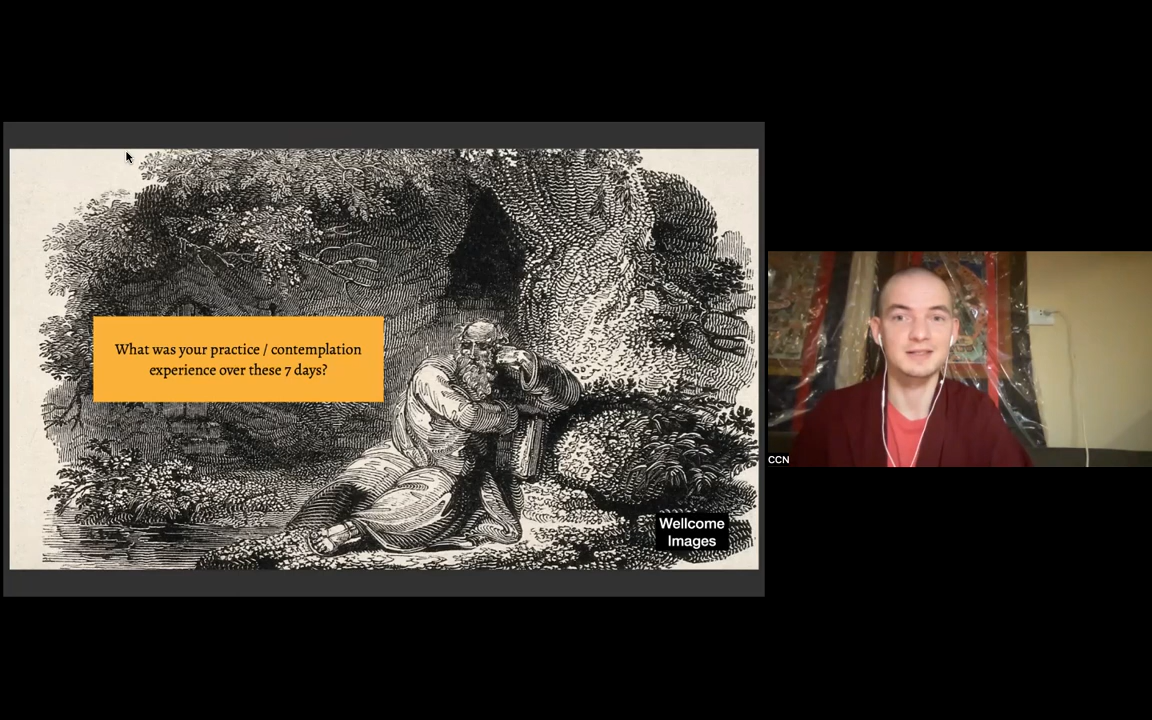 What was your practice / contemplation
experience over these 7 days?
Wellcome
Images
CCN